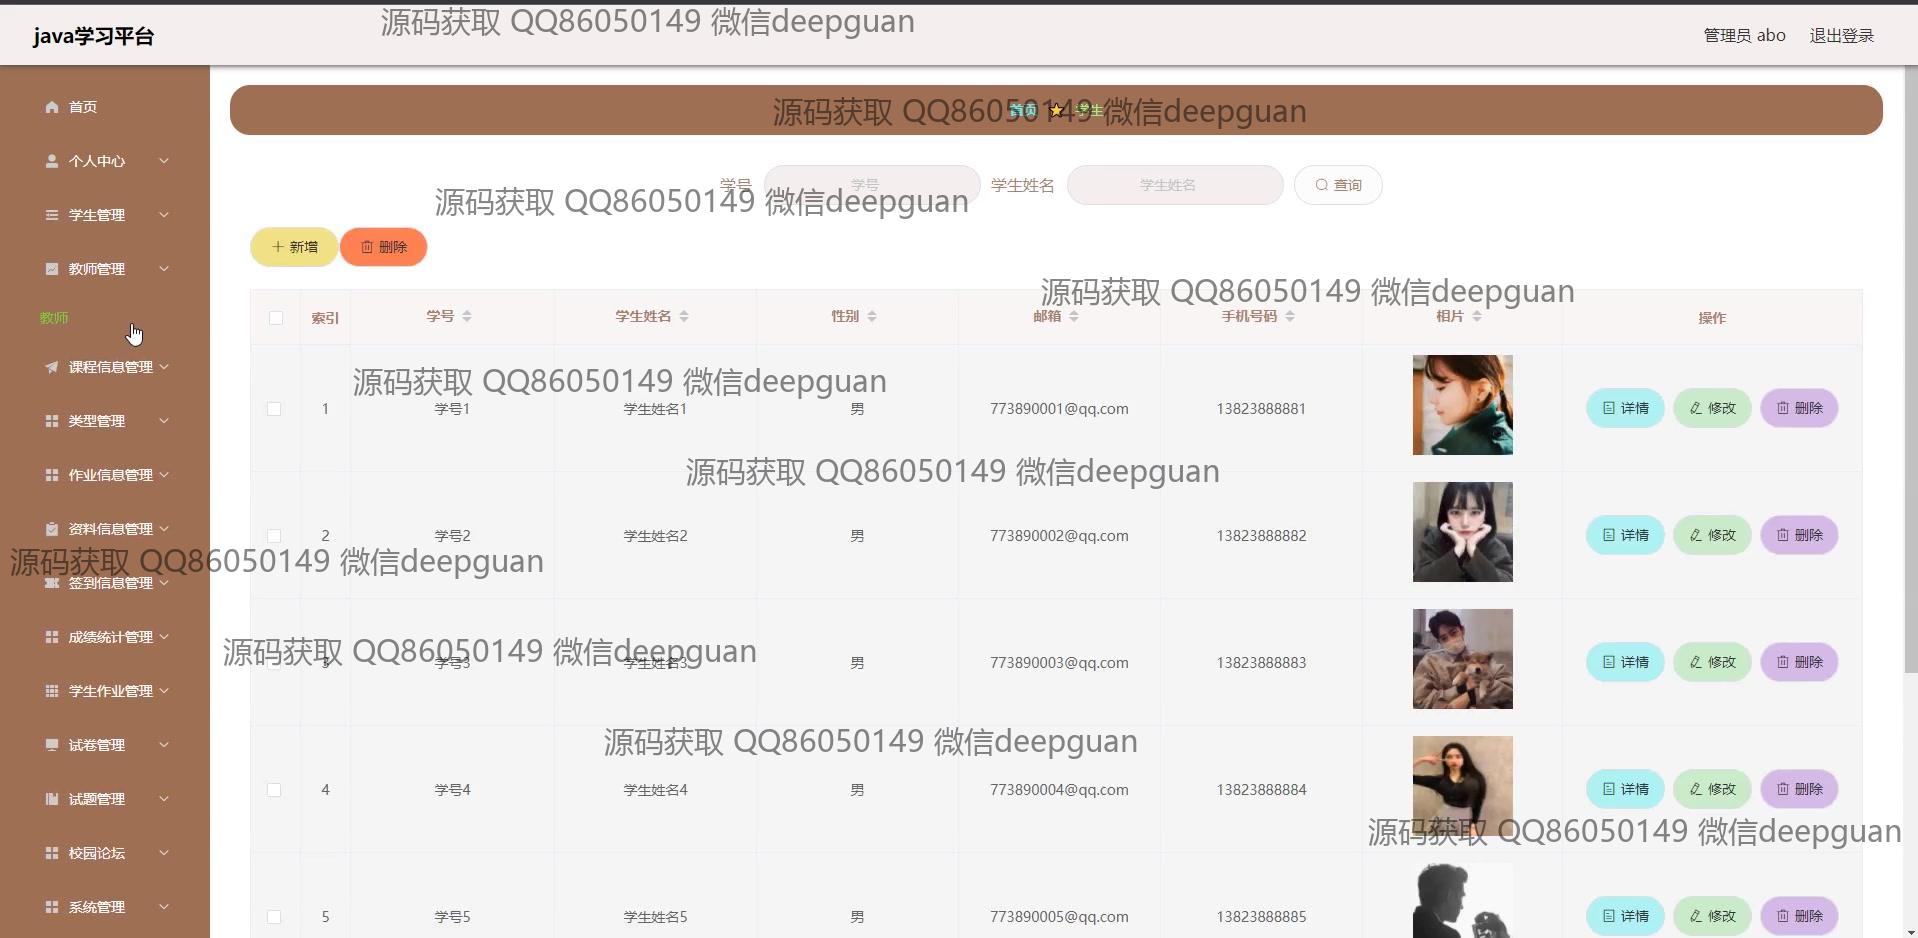 源码获取 QQ86050149 微信deepguan
java学习平台
管理员 abo 退出登录
首页
个人中心
学生管理
教师管理
教师
课程信息管理
类型管理
作业信息管理
资料信息管理
源码获取 QQ86050149 微信deepguan
签到信息管理
成绩统计管理
学生作业管理
试卷管理
试题管理
校园论坛
系统管理
首页 学生
源码获取 QQ86050149 微信deepguan
学号 学号 学生姓名 学生姓名 查询
源码获取 QQ86050149 微信deepguan
新增 删除
源码获取 QQ86050149 微信deepguan
索引 学号 学生姓名 性别 邮箱 手机号码 相片 操作
源码获取 QQ86050149 微信deepguan
1 学号1 学生姓名1 男 773890001@qq.com 13823888881 详情 修改 删除
源码获取 QQ86050149 微信deepguan
2 学号2 学生姓名2 男 773890002@qq.com 13823888882 详情 修改 删除
源码获取 QQ86050149 微信deepguan
3 学号3 学生姓名3 男 773890003@qq.com 13823888883 详情 修改 删除
源码获取 QQ86050149 微信deepguan
4 学号4 学生姓名4 男 773890004@qq.com 13823888884 详情 修改 删除
源码获取 QQ86050149 微信deepguan
5 学号5 学生姓名5 男 773890005@qq.com 13823888885 详情 修改 删除